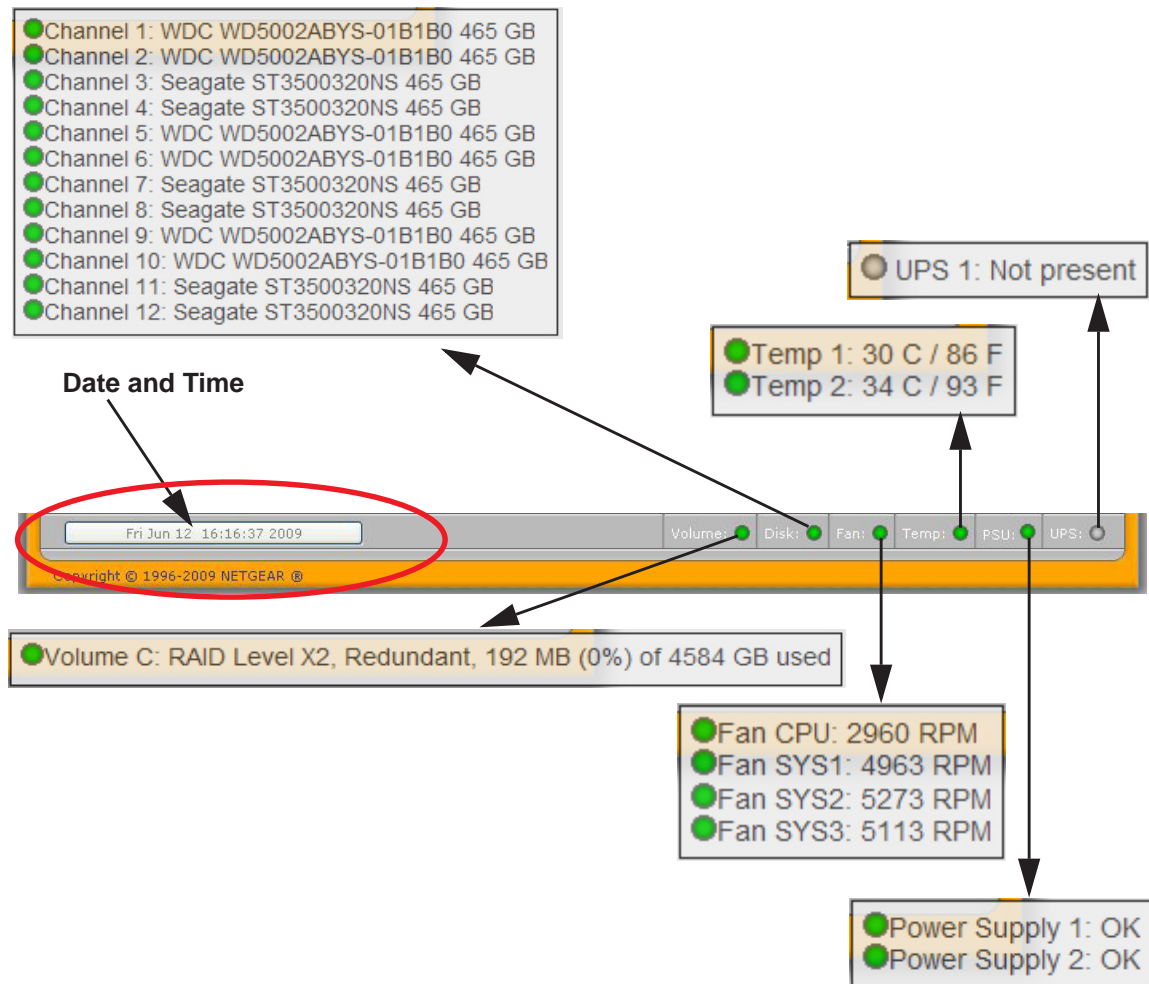 Channel 1: WDC WD5002ABYS-01B1B0 465 GB
Channel 2: WDC WD5002ABYS-01B1B0 465 GB
Channel 3: Seagate ST3500320NS 465 GB
Channel 4: Seagate ST3500320NS 465 GB
Channel 5: WDC WD5002ABYS-01B1B0 465 GB
Channel 6: WDC WD5002ABYS-01B1B0 465 GB
Channel 7: Seagate ST3500320NS 465 GB
Channel 8: Seagate ST3500320NS 465 GB
Channel 9: WDC WD5002ABYS-01B1B0 465 GB
Channel 10: WDC WD5002ABYS-01B1B0 465 GB
Channel 11: Seagate ST3500320NS 465 GB
Channel 12: Seagate ST3500320NS 465 GB
UPS 1: Not present
Temp 1: 30 C / 86 F
Temp 2: 34 C / 93 F
Date and Time
Fri Jun 12 16:16:37 2009
Volume: Disk: Fan: Temp: PSU: UPS:
Copyright © 1996-2009 NETGEAR ®
Volume C: RAID Level X2, Redundant, 192 MB (0%) of 4584 GB used
Fan CPU: 2960 RPM
Fan SYS1: 4963 RPM
Fan SYS2: 5273 RPM
Fan SYS3: 5113 RPM
Power Supply 1: OK
Power Supply 2: OK